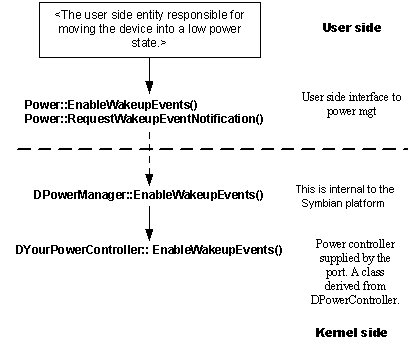 <The user side entity responsible for
moving the device into a low power
state.>
User side
Power::EnableWakeupEvents()
Power::RequestWakeupEventNotification()
User side interface to
power mgt
DPowerManager::EnableWakeupEvents()
This is internal to the
Symbian platform
DYourPowerController:: EnableWakeupEvents()
Power controller
supplied by the
port. A class
derived from
DPowerController.
Kernel side